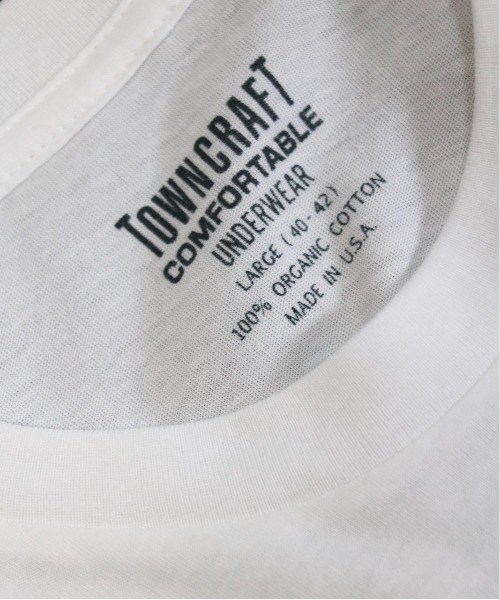 TOWNCRAFT
COMFORTABLE
UNDERWEAR
LARGE (40-42)
100% ORGANIC COTTON
MADE IN U.S.A.